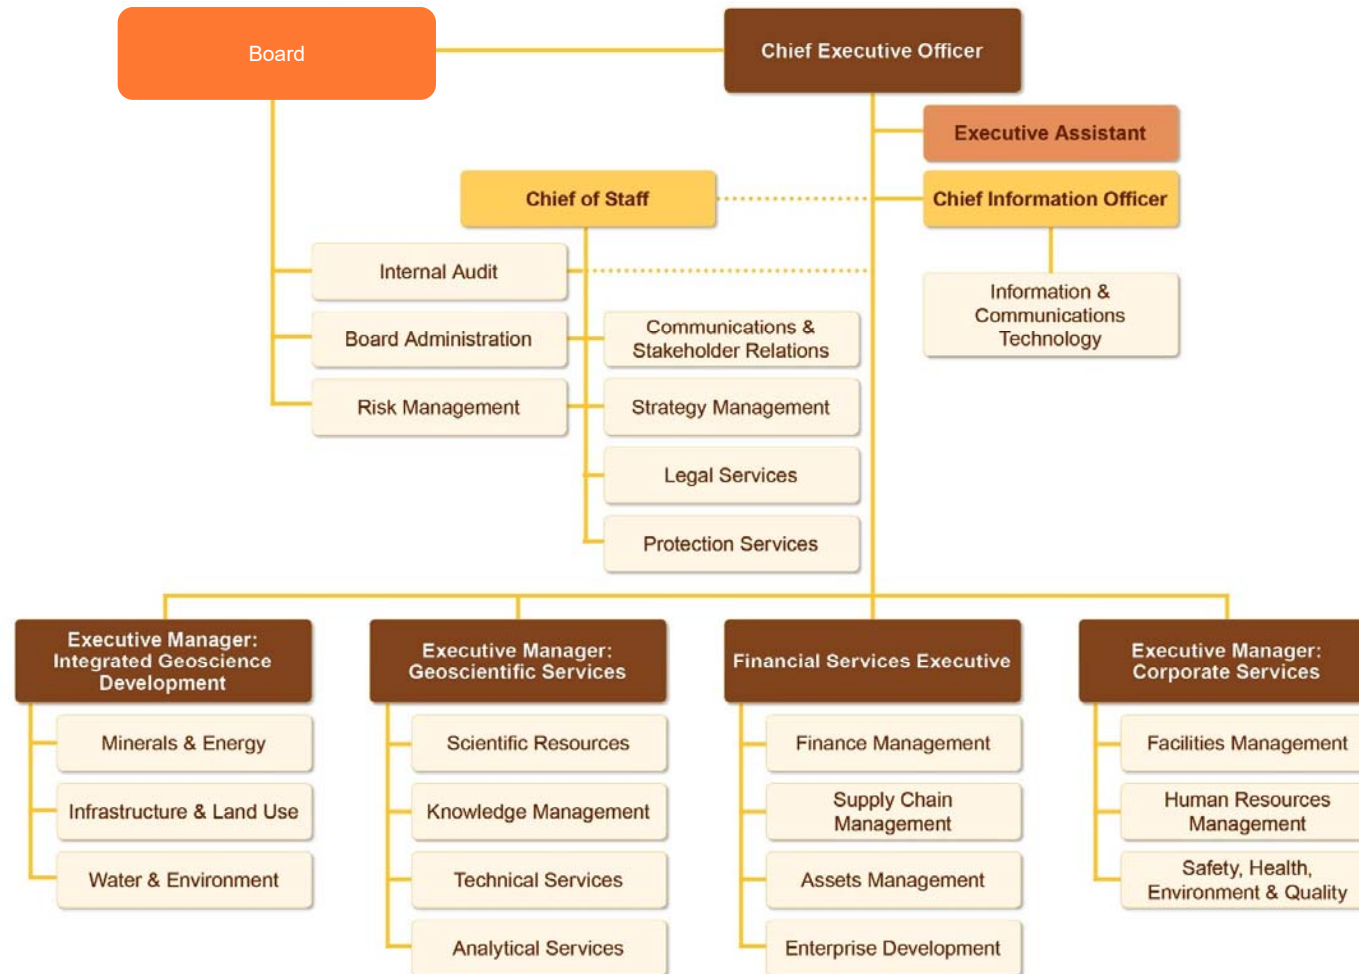 Board
Chief Executive Officer
Executive Assistant
Chief of Staff
Chief Information Officer
Internal Audit
Information &
Communications
Technology
Board Administration
Communications &
Stakeholder Relations
Risk Management
Strategy Management
Legal Services
Protection Services
Executive Manager:
Integrated Geoscience
Development
Executive Manager:
Geoscientific Services
Financial Services Executive
Executive Manager:
Corporate Services
Minerals & Energy
Scientific Resources
Finance Management
Facilities Management
Infrastructure & Land Use
Knowledge Management
Supply Chain
Management
Human Resources
Management
Water & Environment
Technical Services
Assets Management
Safety, Health,
Environment & Quality
Analytical Services
Enterprise Development